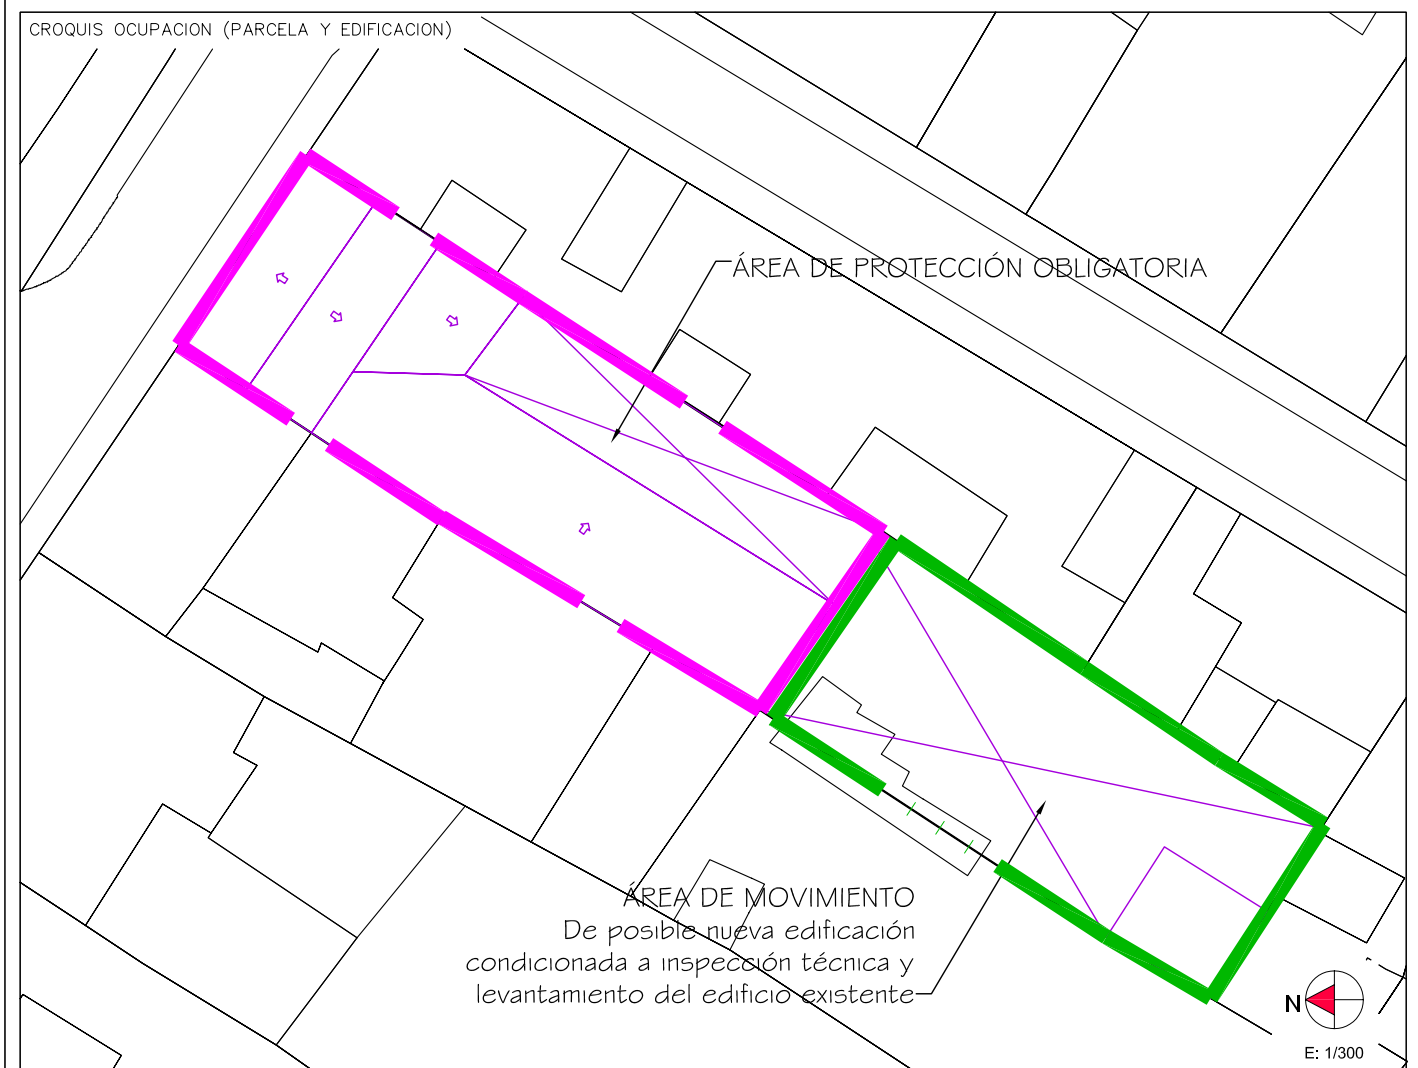 CROQUIS OCUPACION (PARCELA Y EDIFICACION)
ÁREA DE PROTECCIÓN OBLIGATORIA
ÁREA DE MOVIMIENTO
De posible nueva edificación
condicionada a inspección técnica y
levantamiento del edificio existente
N
E: 1/300